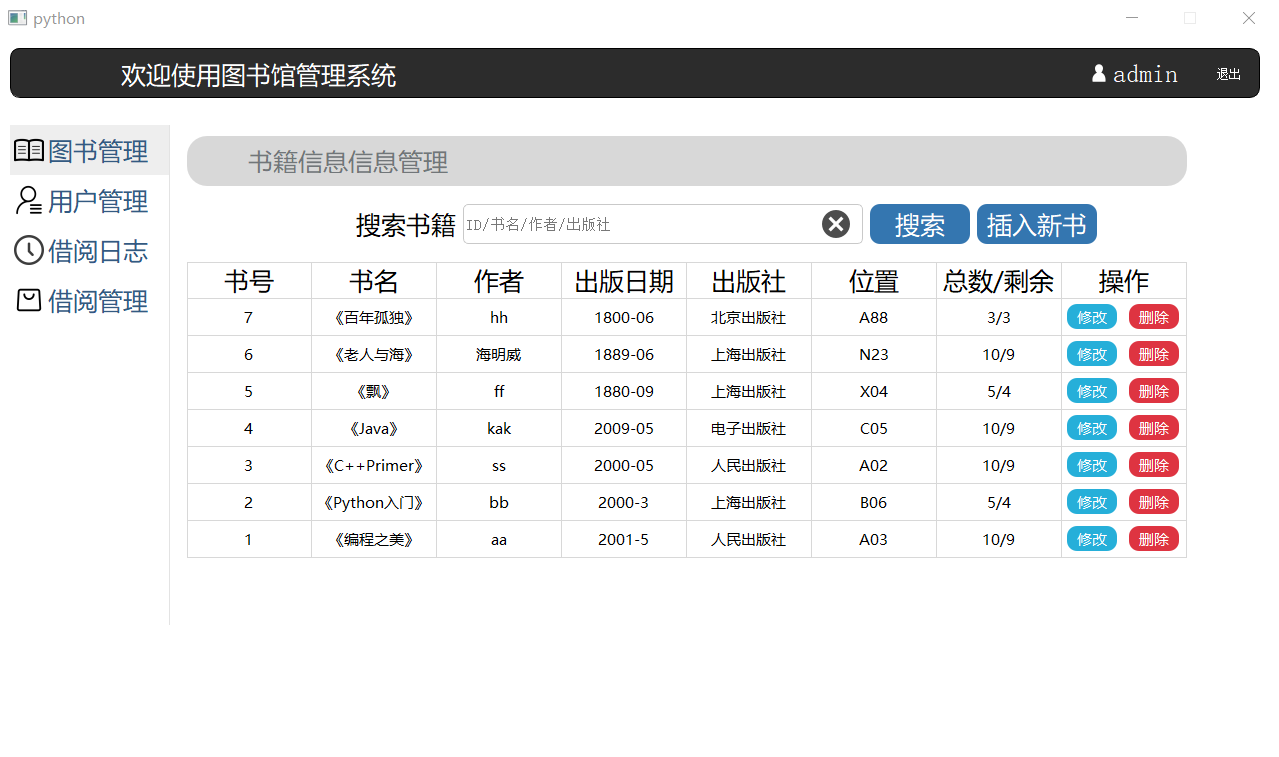 python
欢迎使用图书馆管理系统 admin 退出
图书管理
用户管理
借阅日志
借阅管理
书籍信息信息管理
搜索书籍 ID/书名/作者/出版社 搜索 插入新书
书号 书名 作者 出版日期 出版社 位置 总数/剩余 操作
7 《百年孤独》 hh 1800-06 北京出版社 A88 3/3 修改 删除
6 《老人与海》 海明威 1889-06 上海出版社 N23 10/9 修改 删除
5 《飘》 ff 1880-09 上海出版社 X04 5/4 修改 删除
4 《Java》 kak 2009-05 电子出版社 C05 10/9 修改 删除
3 《C++Primer》 ss 2000-05 人民出版社 A02 10/9 修改 删除
2 《Python入门》 bb 2000-3 上海出版社 B06 5/4 修改 删除
1 《编程之美》 aa 2001-5 人民出版社 A03 10/9 修改 删除